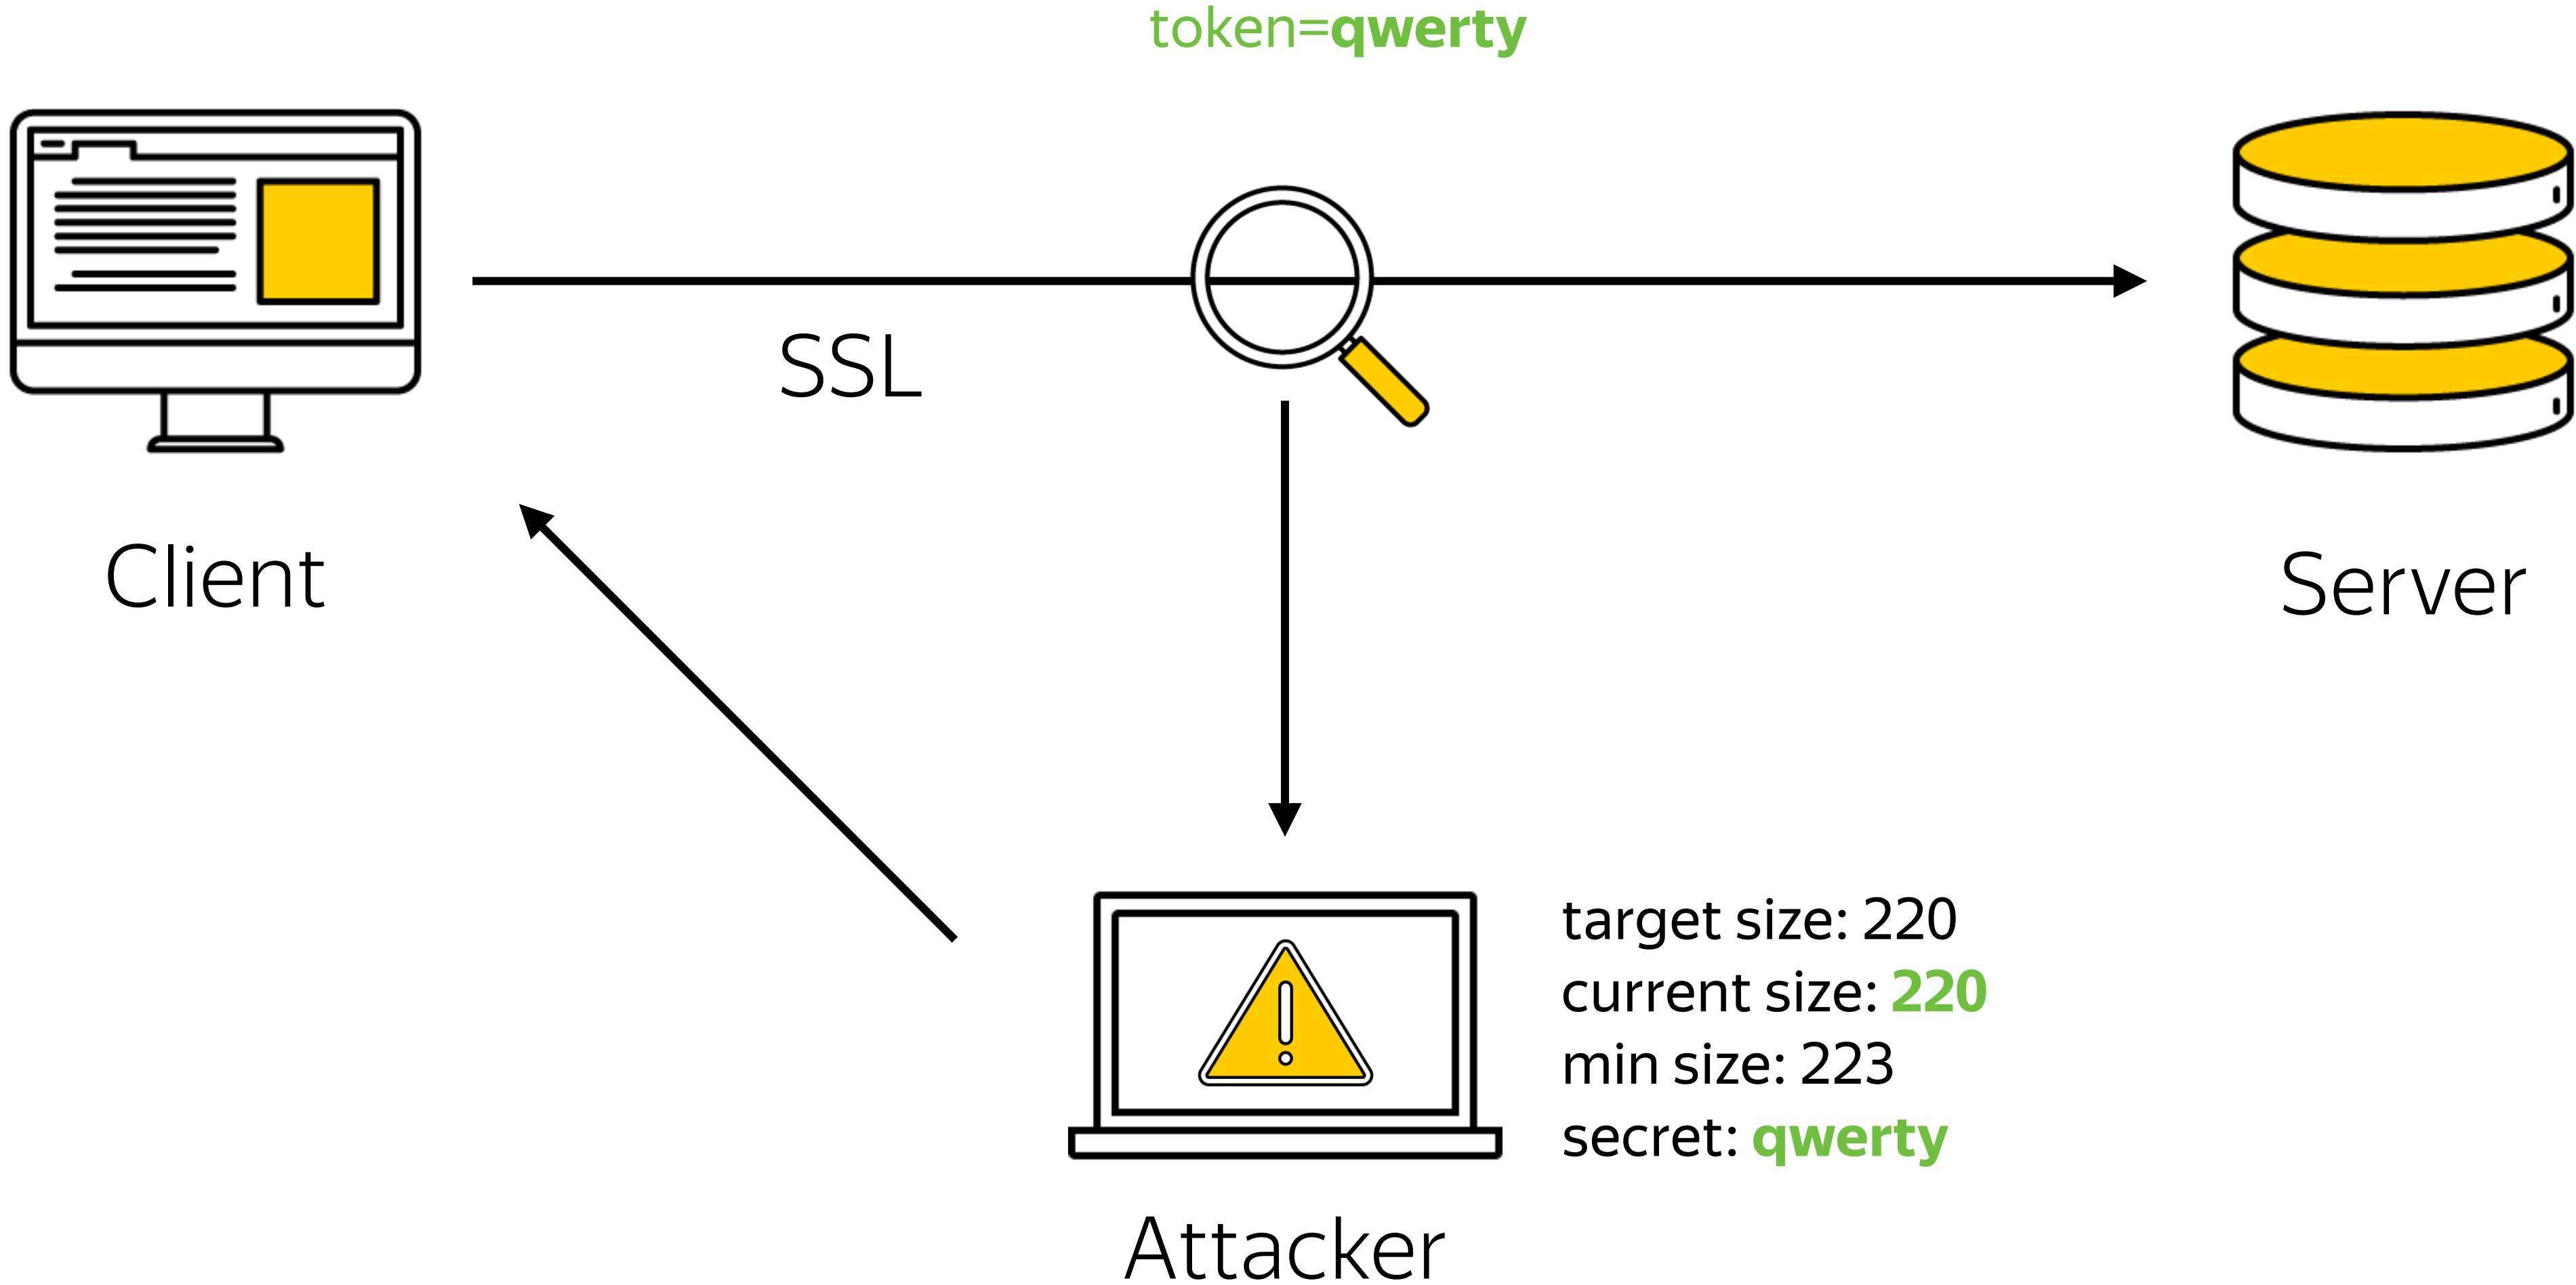 token=qwerty
SSL
Client
Server
target size: 220
current size: 220
min size: 223
secret: qwerty
Attacker